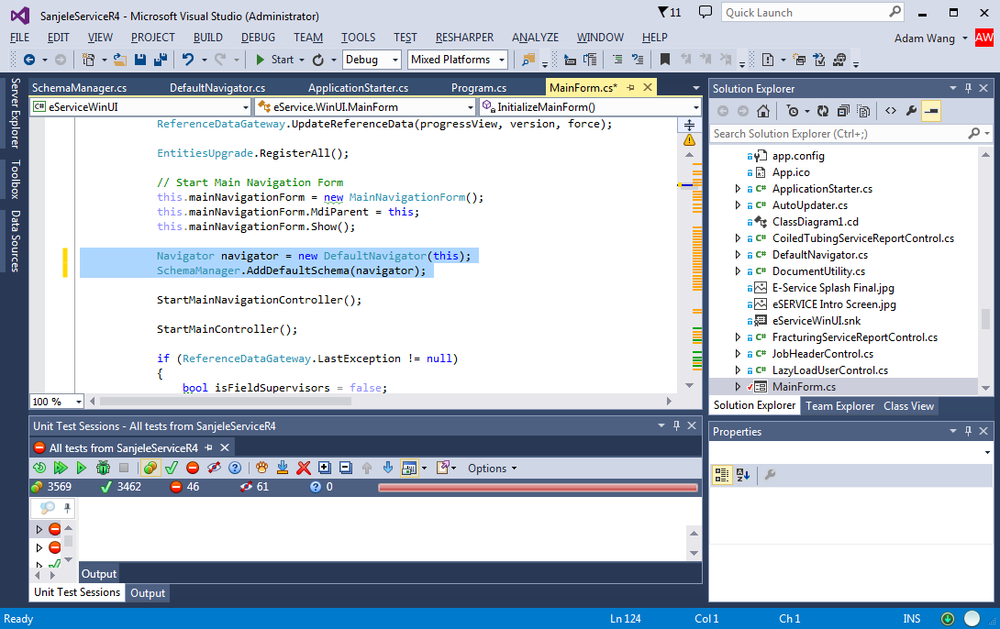 SanjeleServiceR4 - Microsoft Visual Studio (Administrator)
11
Quick Launch
FILE EDIT VIEW PROJECT BUILD DEBUG TEAM TOOLS TEST RESHARPER ANALYZE WINDOW HELP
Adam Wang AW
Start Debug Mixed Platforms
Server Explorer
Toolbox
Data Sources
SchemaManager.cs DefaultNavigator.cs ApplicationStarter.cs Program.cs MainForm.cs*
eServiceWinUI eService.WinUI.MainForm InitializeMainForm()
ReferenceDataGateway.UpdateReferenceData(progressView, version, force);
EntitiesUpgrade.RegisterAll();
// Start Main Navigation Form
this.mainNavigationForm = new MainNavigationForm();
this.mainNavigationForm.MdiParent = this;
this.mainNavigationForm.Show();
Navigator navigator = new DefaultNavigator(this);
SchemaManager.AddDefaultSchema(navigator);
StartMainNavigationController();
StartMainController();
if (ReferenceDataGateway.LastException != null)
{
bool isFieldSupervisors = false;
100 %
Solution Explorer
Search Solution Explorer (Ctrl+;)
app.config
App.ico
ApplicationStarter.cs
AutoUpdater.cs
ClassDiagram1.cd
CoiledTubingServiceReportControl.cs
DefaultNavigator.cs
DocumentUtility.cs
E-Service Splash Final.jpg
eSERVICE Intro Screen.jpg
eServiceWinUI.snk
FracturingServiceReportControl.cs
JobHeaderControl.cs
LazyLoadUserControl.cs
MainForm.cs
Solution Explorer Team Explorer Class View
Properties
Unit Test Sessions - All tests from SanjeleServiceR4
All tests from SanjeleServiceR4
Options
3569 3462 46 61 0
Output
Unit Test Sessions Output
Ready Ln 124 Col 1 Ch 1 INS